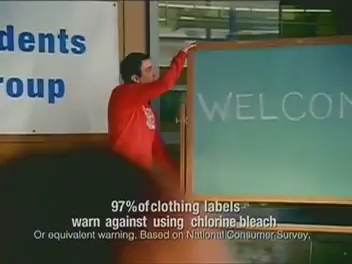 dents
roup
WELCOM
97% of clothing labels
warn against using chlorine bleach
Or equivalent warning. Based on National Consumer Survey.